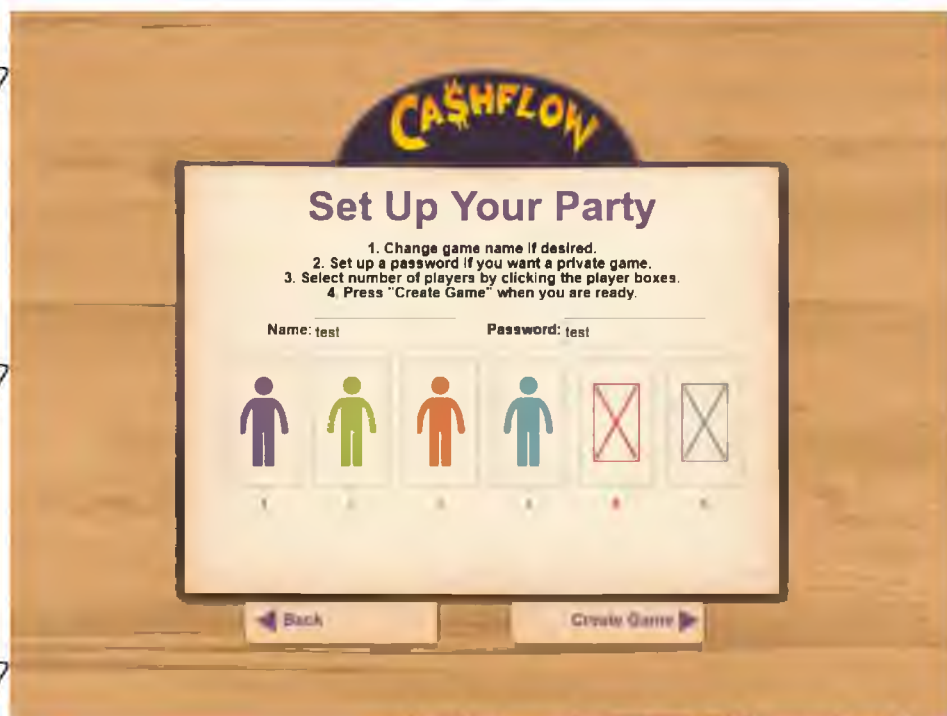 CA$HFLOW
Set Up Your Party
1. Change game name if desired.
2. Set up a password if you want a private game.
3. Select number of players by clicking the player boxes.
4. Press "Create Game" when you are ready.
Name: test Password: test
Back Create Game